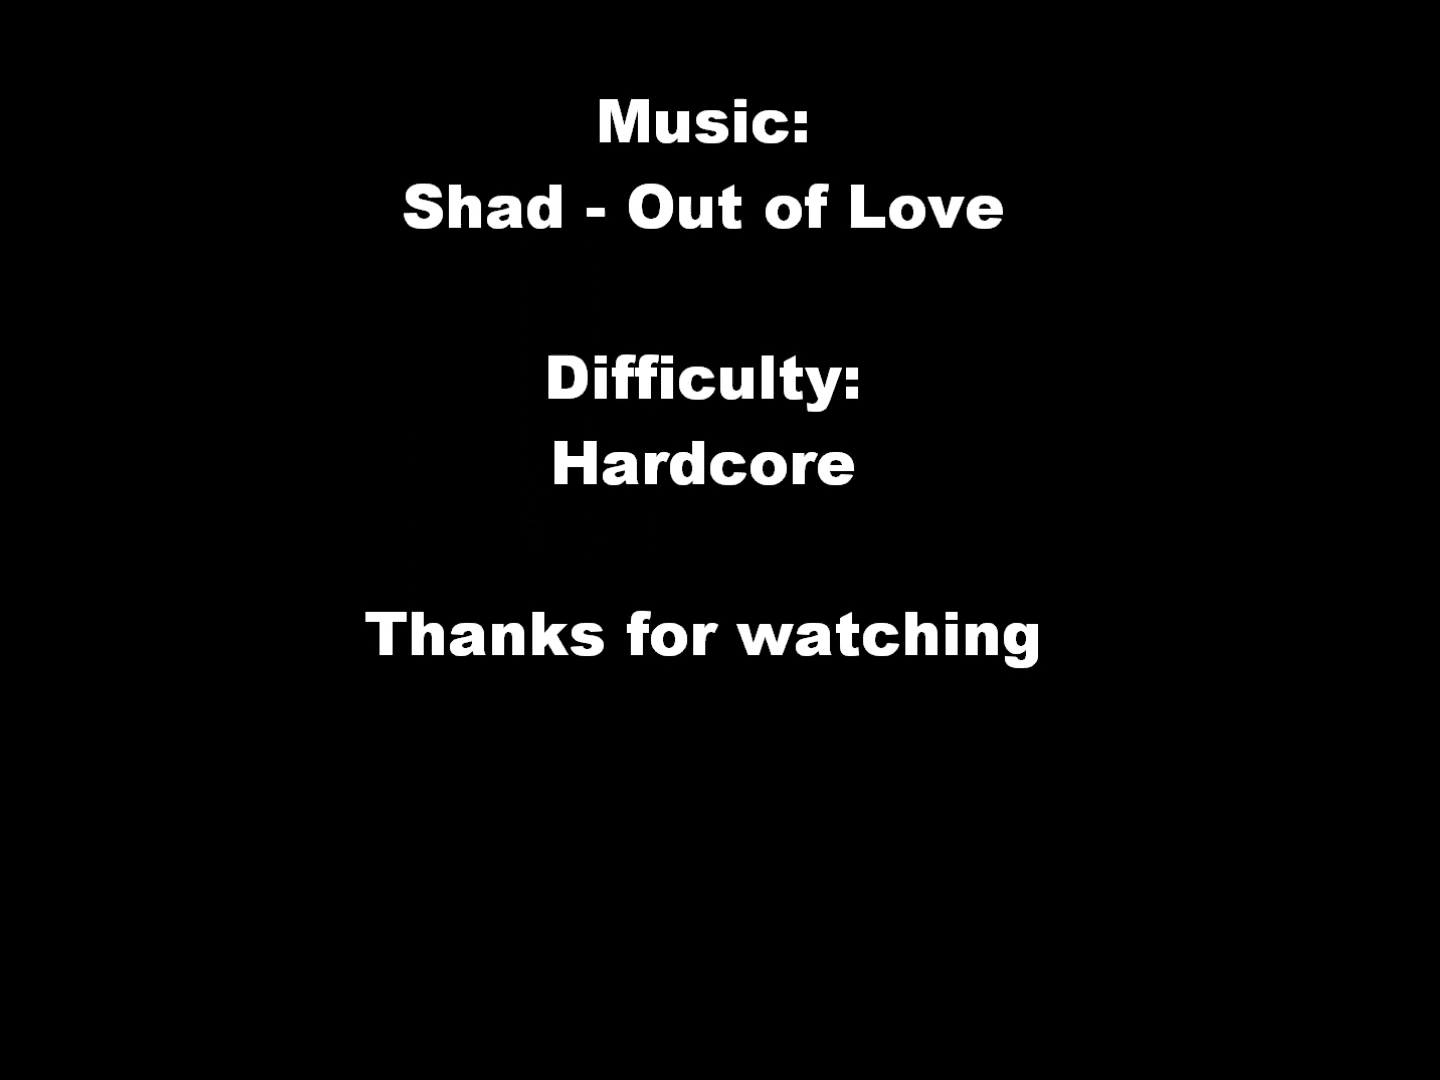 Music:
Shad - Out of Love
Difficulty:
Hardcore
Thanks for watching